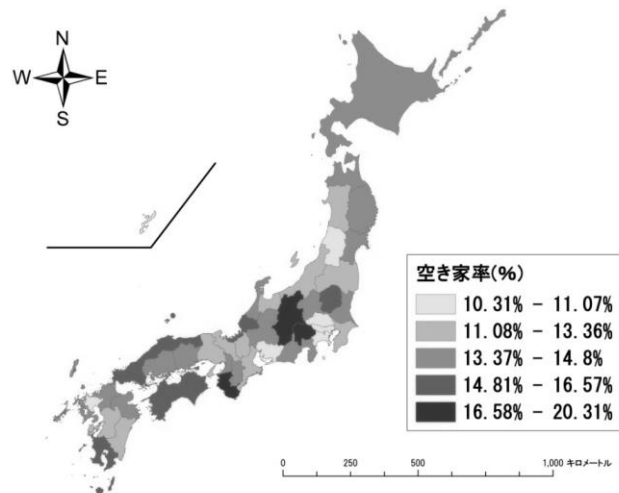 N
W E
S
空き家率(%)
10.31% - 11.07%
11.08% - 13.36%
13.37% - 14.8%
14.81% - 16.57%
16.58% - 20.31%
0 250 500 1,000 キロメートル